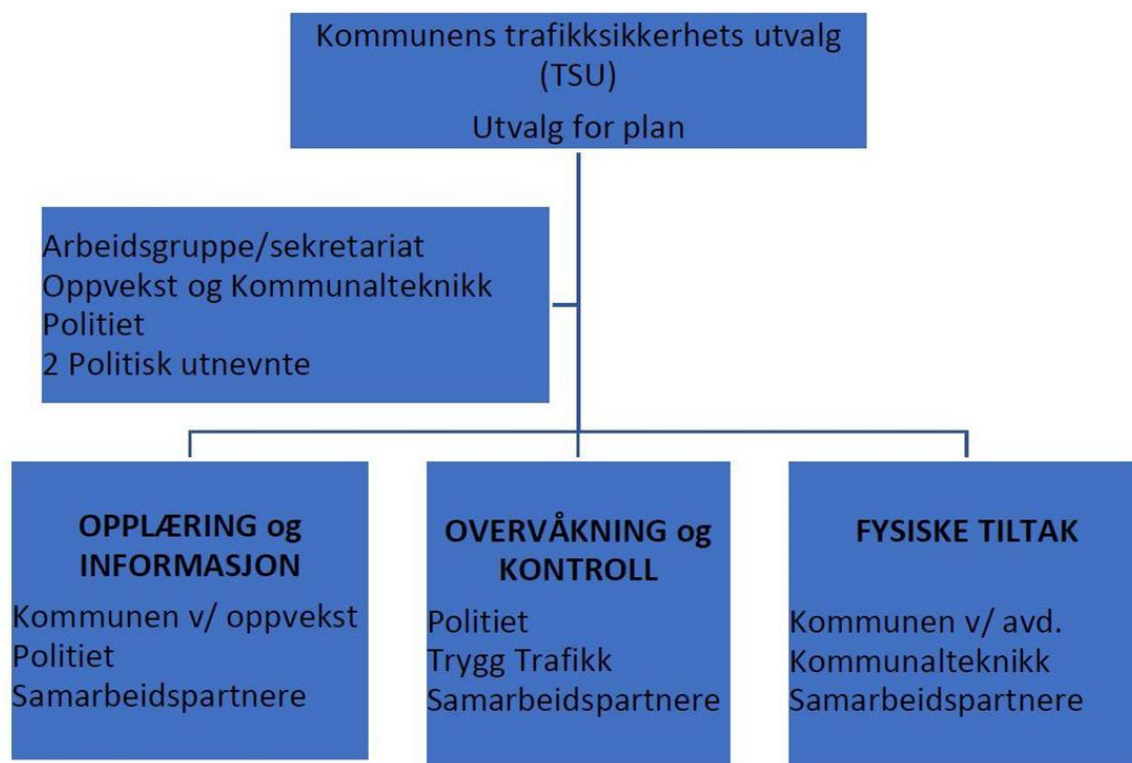 Kommunens trafikksikkerhets utvalg
(TSU)
Utvalg for plan
Arbeidsgruppe/sekretariat
Oppvekst og Kommunalteknikk
Politiet
2 Politisk utnevnte
OPPLÆRING og
INFORMASJON
Kommunen v/ oppvekst
Politiet
Samarbeidspartnere
OVERVÅKNING og
KONTROLL
Politiet
Trygg Trafikk
Samarbeidspartnere
FYSISKE TILTAK
Kommunen v/ avd.
Kommunalteknikk
Samarbeidspartnere